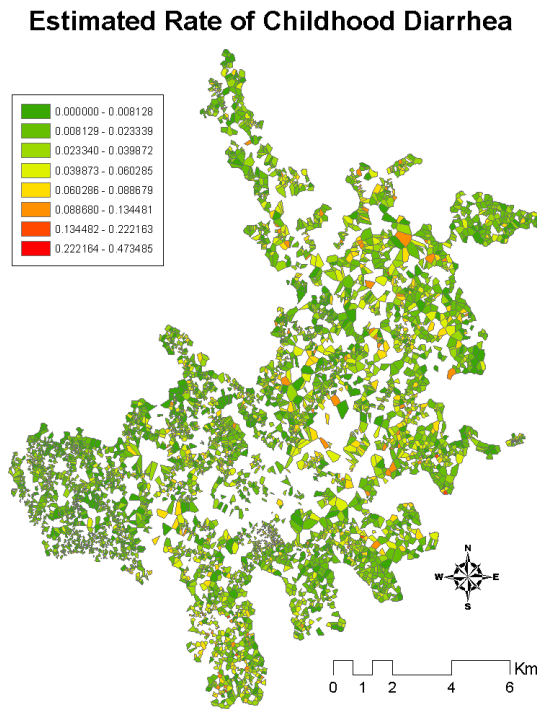 Estimated Rate of Childhood Diarrhea
0.000000 - 0.008128
0.008129 - 0.023339
0.023340 - 0.039872
0.039873 - 0.060285
0.060286 - 0.088679
0.088680 - 0.134481
0.134482 - 0.222163
0.222164 - 0.473485
N
W E
S
Km
0 1 2 4 6